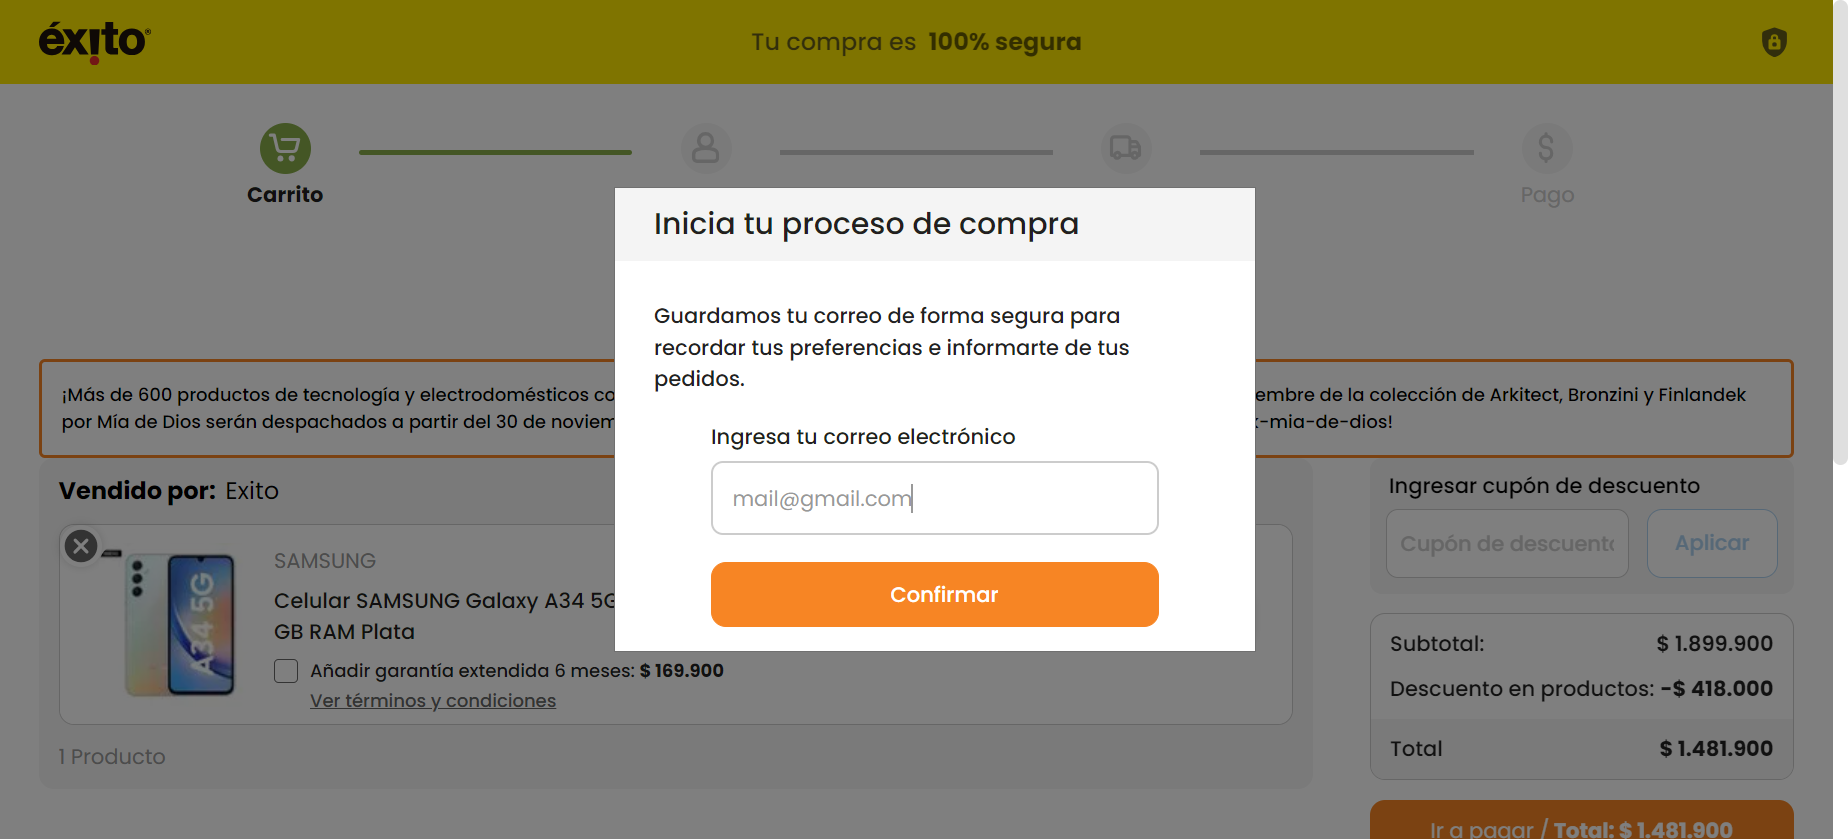 éxito
Tu compra es 100% segura
Carrito
Pago
Inicia tu proceso de compra
Guardamos tu correo de forma segura para
recordar tus preferencias e informarte de tus
pedidos.
Ingresa tu correo electrónico
mail@gmail.com
Confirmar
¡Más de 600 productos de tecnología y electrodomésticos co
embre de la colección de Arkitect, Bronzini y Finlandek
por Mía de Dios serán despachados a partir del 30 de noviem
-mia-de-dios!
Vendido por: Exito
SAMSUNG
Celular SAMSUNG Galaxy A34 5G
GB RAM Plata
A34 5G
Añadir garantía extendida 6 meses: $ 169.900
Ver términos y condiciones
1 Producto
Ingresar cupón de descuento
Cupón de descuento
Aplicar
Subtotal: $ 1.899.900
Descuento en productos: -$ 418.000
Total $ 1.481.900
Ir a pagar / Total: $ 1.481.900